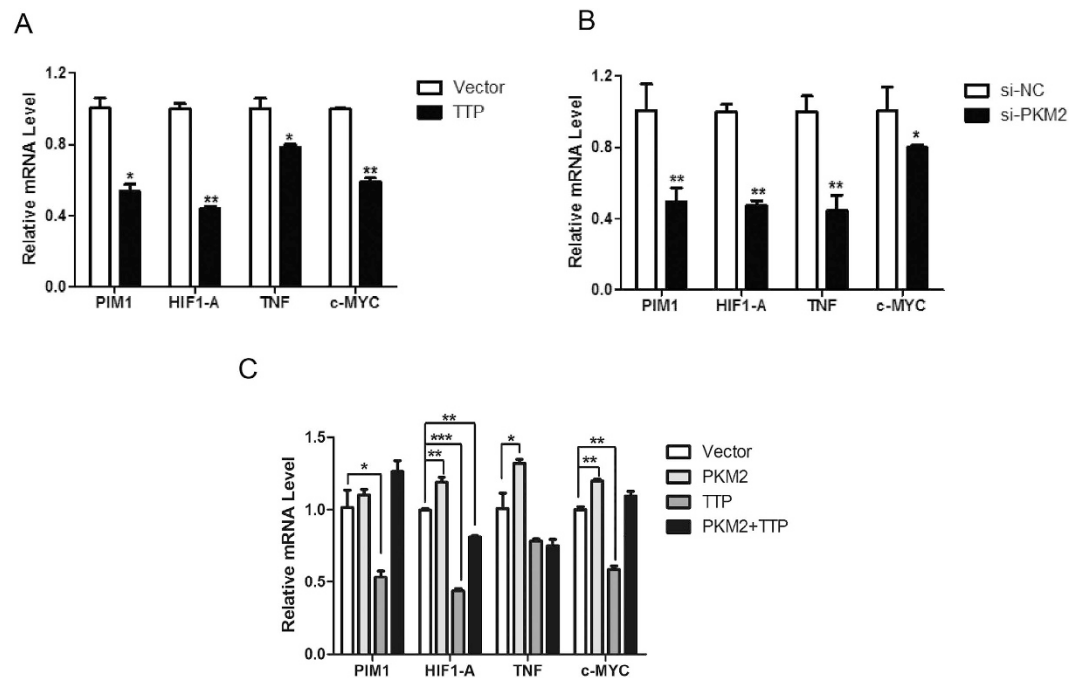 A
Relative mRNA Level
1.2
0.8
0.4
0.0
*
**
*
**
PIM1 HIF1-A TNF c-MYC
Vector
TTP
B
Relative mRNA Level
1.2
0.8
0.4
0.0
**
**
**
*
PIM1 HIF1-A TNF c-MYC
si-NC
si-PKM2
C
Relative mRNA Level
1.5
1.0
0.5
0.0
*
**
***
**
*
**
**
PIM1 HIF1-A TNF c-MYC
Vector
PKM2
TTP
PKM2+TTP